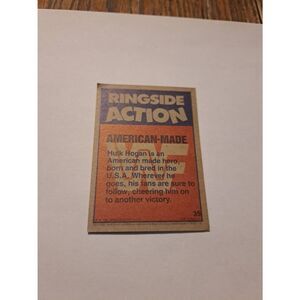 RINGSIDE
ACTION
AMERICAN-MADE
Hulk Hogan is an
American made hero,
born and bred in the
U.S.A. Wherever he
goes, his fans are sure to
follow, cheering him on
to another victory.